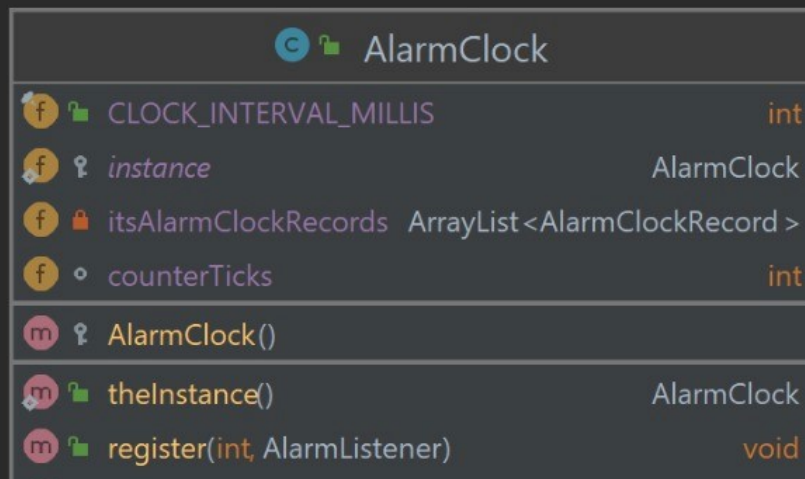 C AlarmClock
f CLOCK_INTERVAL_MILLIS int
f instance AlarmClock
f itsAlarmClockRecords ArrayList<AlarmClockRecord>
f counterTicks int
m AlarmClock()
m theInstance() AlarmClock
m register(int, AlarmListener) void